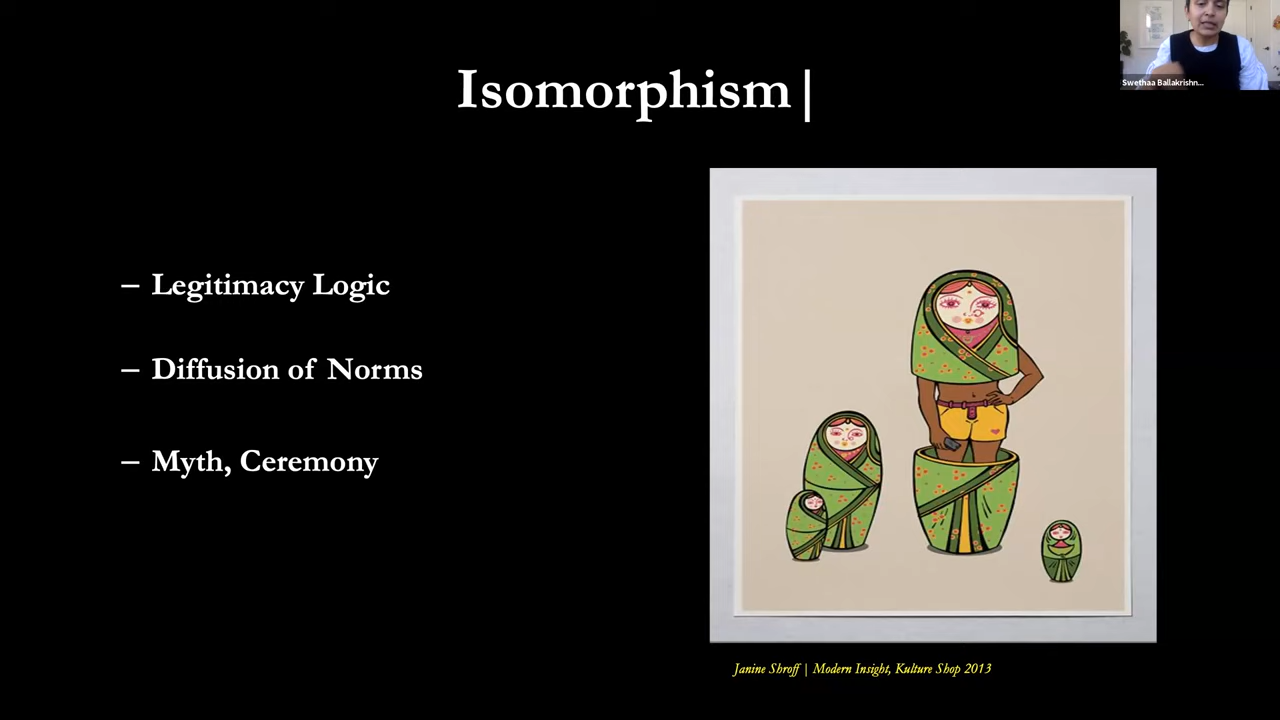 Swethaa Ballakrishn...
Isomorphism|
– Legitimacy Logic
– Diffusion of Norms
– Myth, Ceremony
Janine Shroff | Modern Insight, Kulture Shop 2013